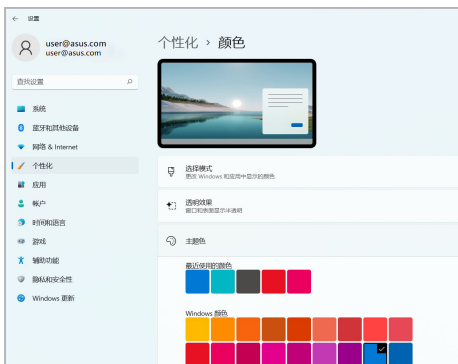 设置
user@asus.com
user@asus.com
查找设置
系统
蓝牙和其他设备
网络 & Internet
个性化
应用
帐户
时间和语言
游戏
辅助功能
隐私和安全性
Windows 更新
个性化 › 颜色
选择模式
更改 Windows 和应用中显示的颜色
透明效果
窗口和表面显示半透明
主题色
最近使用的颜色
Windows 颜色